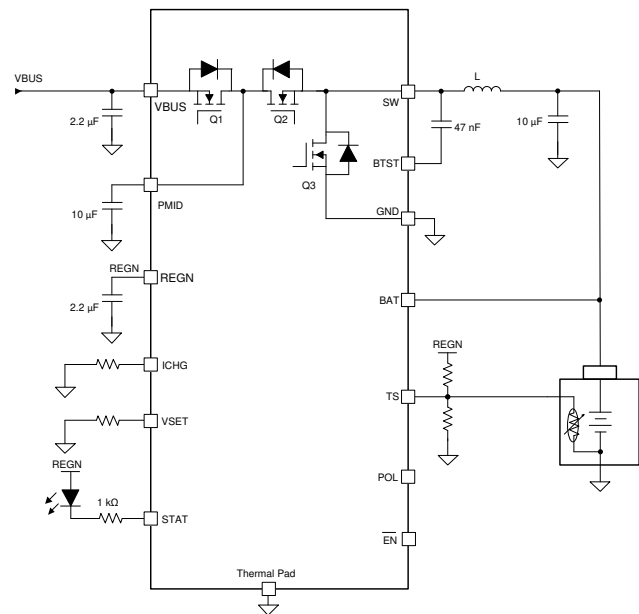 VBUS
2.2 µF
VBUS
Q1
Q2
SW
L
47 nF
10 µF
Q3
BTST
PMID
10 µF
GND
REGN
REGN
2.2 µF
BAT
REGN
ICHG
TS
VSET
REGN
1 kΩ
STAT
POL
EN
Thermal Pad